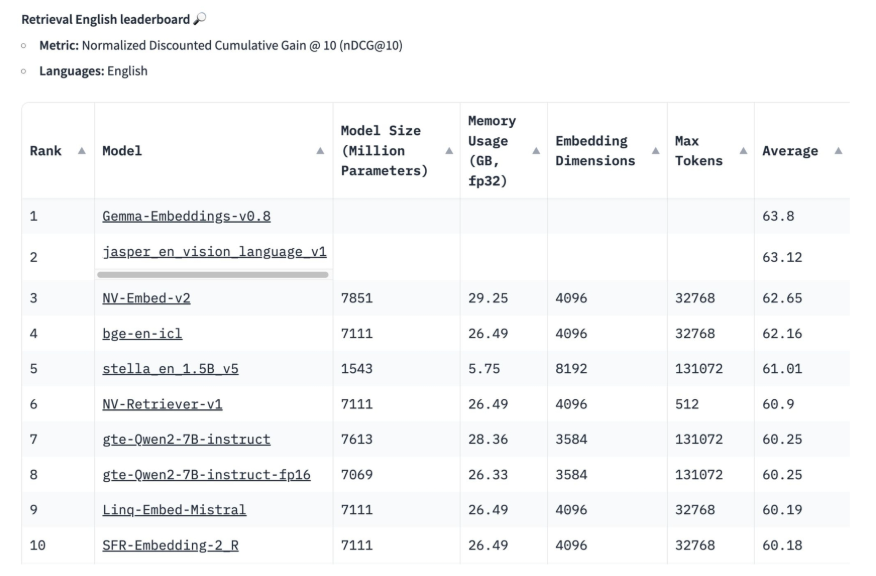 Retrieval English leaderboard 🔎
Metric: Normalized Discounted Cumulative Gain @ 10 (nDCG@10)
Languages: English
Rank Model Model Size (Million Parameters) Memory Usage (GB, fp32) Embedding Dimensions Max Tokens Average
1 Gemma-Embeddings-v0.8 63.8
2 jasper_en_vision_language_v1 63.12
3 NV-Embed-v2 7851 29.25 4096 32768 62.65
4 bge-en-icl 7111 26.49 4096 32768 62.16
5 stella_en_1.5B_v5 1543 5.75 8192 131072 61.01
6 NV-Retriever-v1 7111 26.49 4096 512 60.9
7 gte-Qwen2-7B-instruct 7613 28.36 3584 131072 60.25
8 gte-Qwen2-7B-instruct-fp16 7069 26.33 3584 131072 60.25
9 Linq-Embed-Mistral 7111 26.49 4096 32768 60.19
10 SFR-Embedding-2_R 7111 26.49 4096 32768 60.18